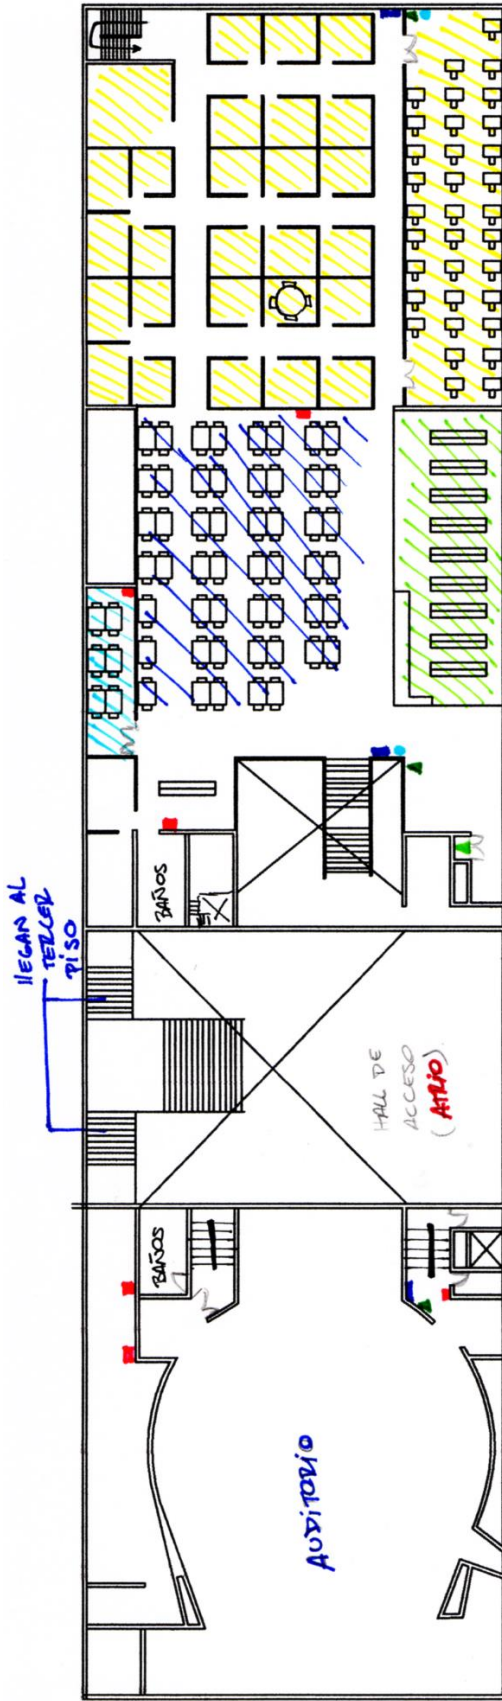 llEGAN AL
TERCER
PiSO
BAÑOS
HALL DE
ACCESO
(ATRIO)
BAÑOS
AUDITORIO